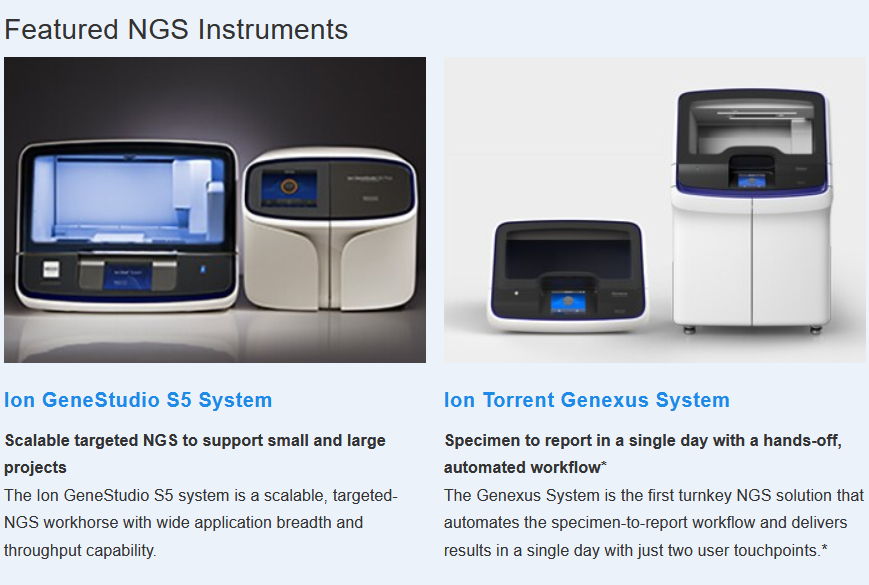 Featured NGS Instruments
Ion GeneStudio S5 System
Scalable targeted NGS to support small and large
projects
The Ion GeneStudio S5 system is a scalable, targeted-
NGS workhorse with wide application breadth and
throughput capability.
Ion Torrent Genexus System
Specimen to report in a single day with a hands-off,
automated workflow*
The Genexus System is the first turnkey NGS solution that
automates the specimen-to-report workflow and delivers
results in a single day with just two user touchpoints.*